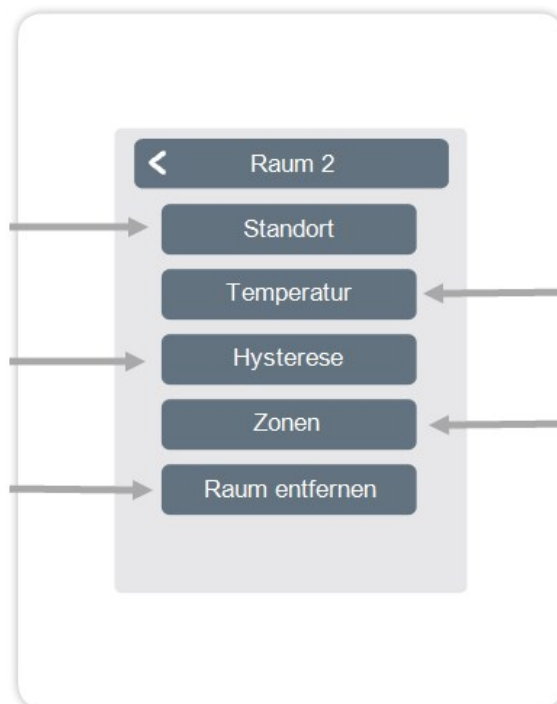 Raum 2
Standort
Temperatur
Hysterese
Zonen
Raum entfernen